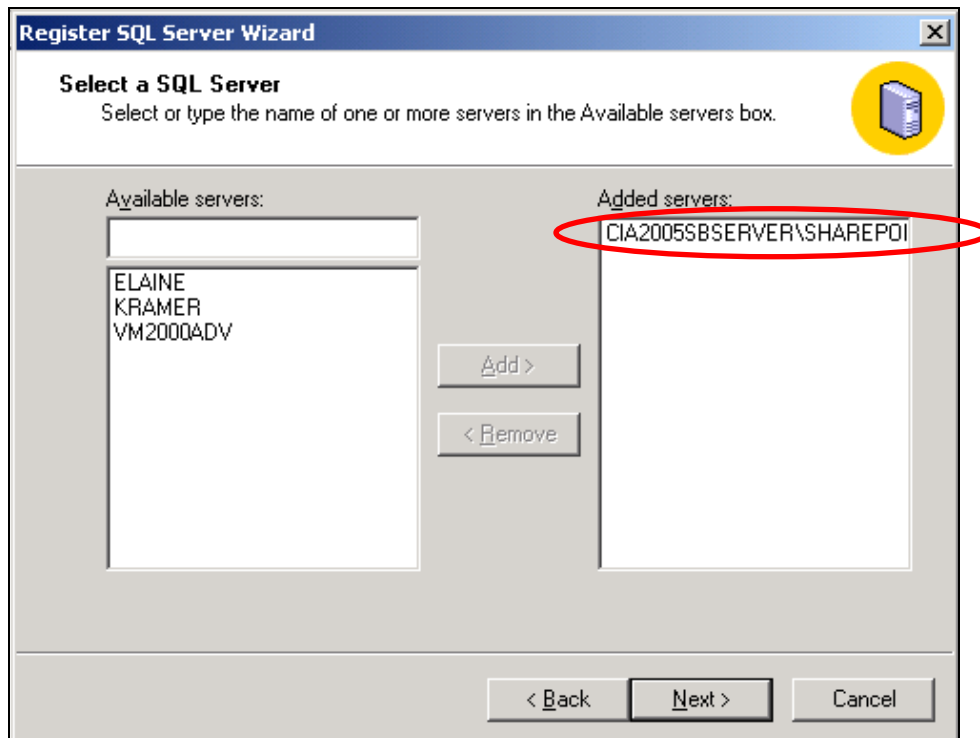 Register SQL Server Wizard
Select a SQL Server
Select or type the name of one or more servers in the Available servers box.
Available servers:
ELAINE
KRAMER
VM2000ADV
Add >
< Remove
Added servers:
CIA2005SBSERVER\SHAREPOI
< Back
Next >
Cancel